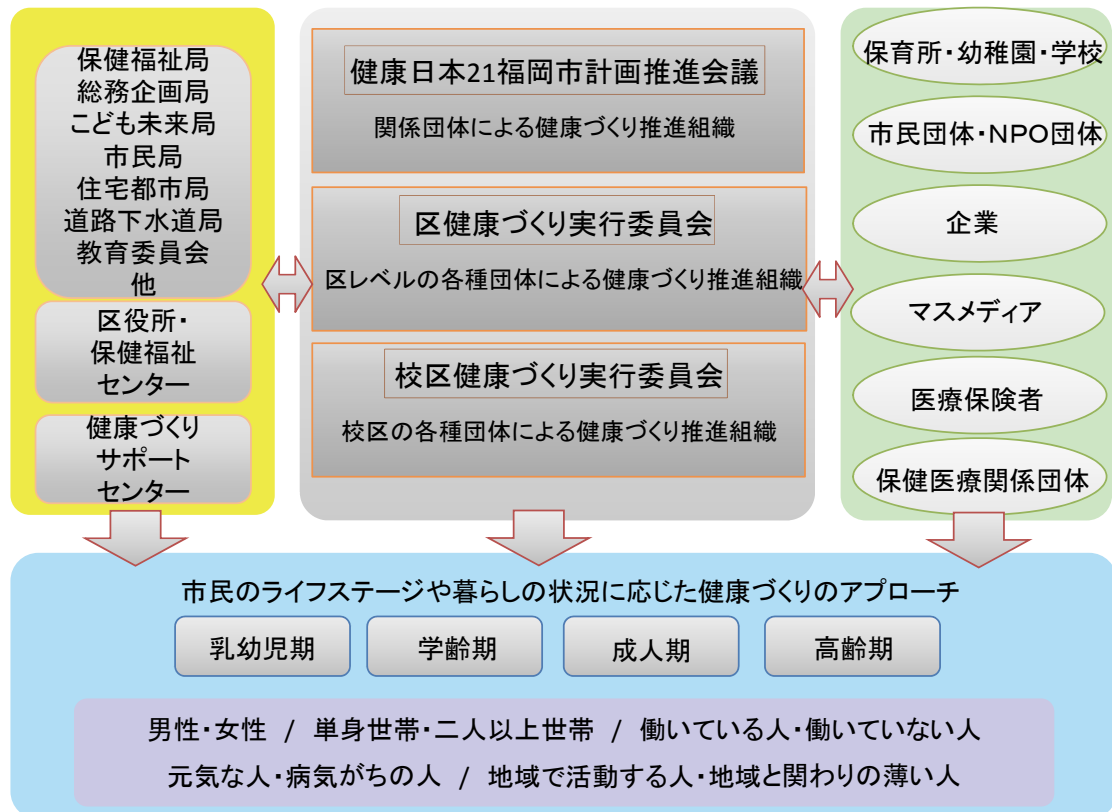 保健福祉局
総務企画局
こども未来局
市民局
住宅都市局
道路下水道局
教育委員会
他
区役所・
保健福祉
センター
健康づくり
サポート
センター
健康日本21福岡市計画推進会議
関係団体による健康づくり推進組織
区健康づくり実行委員会
区レベルの各種団体による健康づくり推進組織
校区健康づくり実行委員会
校区の各種団体による健康づくり推進組織
保育所・幼稚園・学校
市民団体・NPO団体
企業
マスメディア
医療保険者
保健医療関係団体
市民のライフステージや暮らしの状況に応じた健康づくりのアプローチ
乳幼児期
学齢期
成人期
高齢期
男性・女性 / 単身世帯・二人以上世帯 / 働いている人・働いていない人
元気な人・病気がちの人 / 地域で活動する人・地域と関わりの薄い人